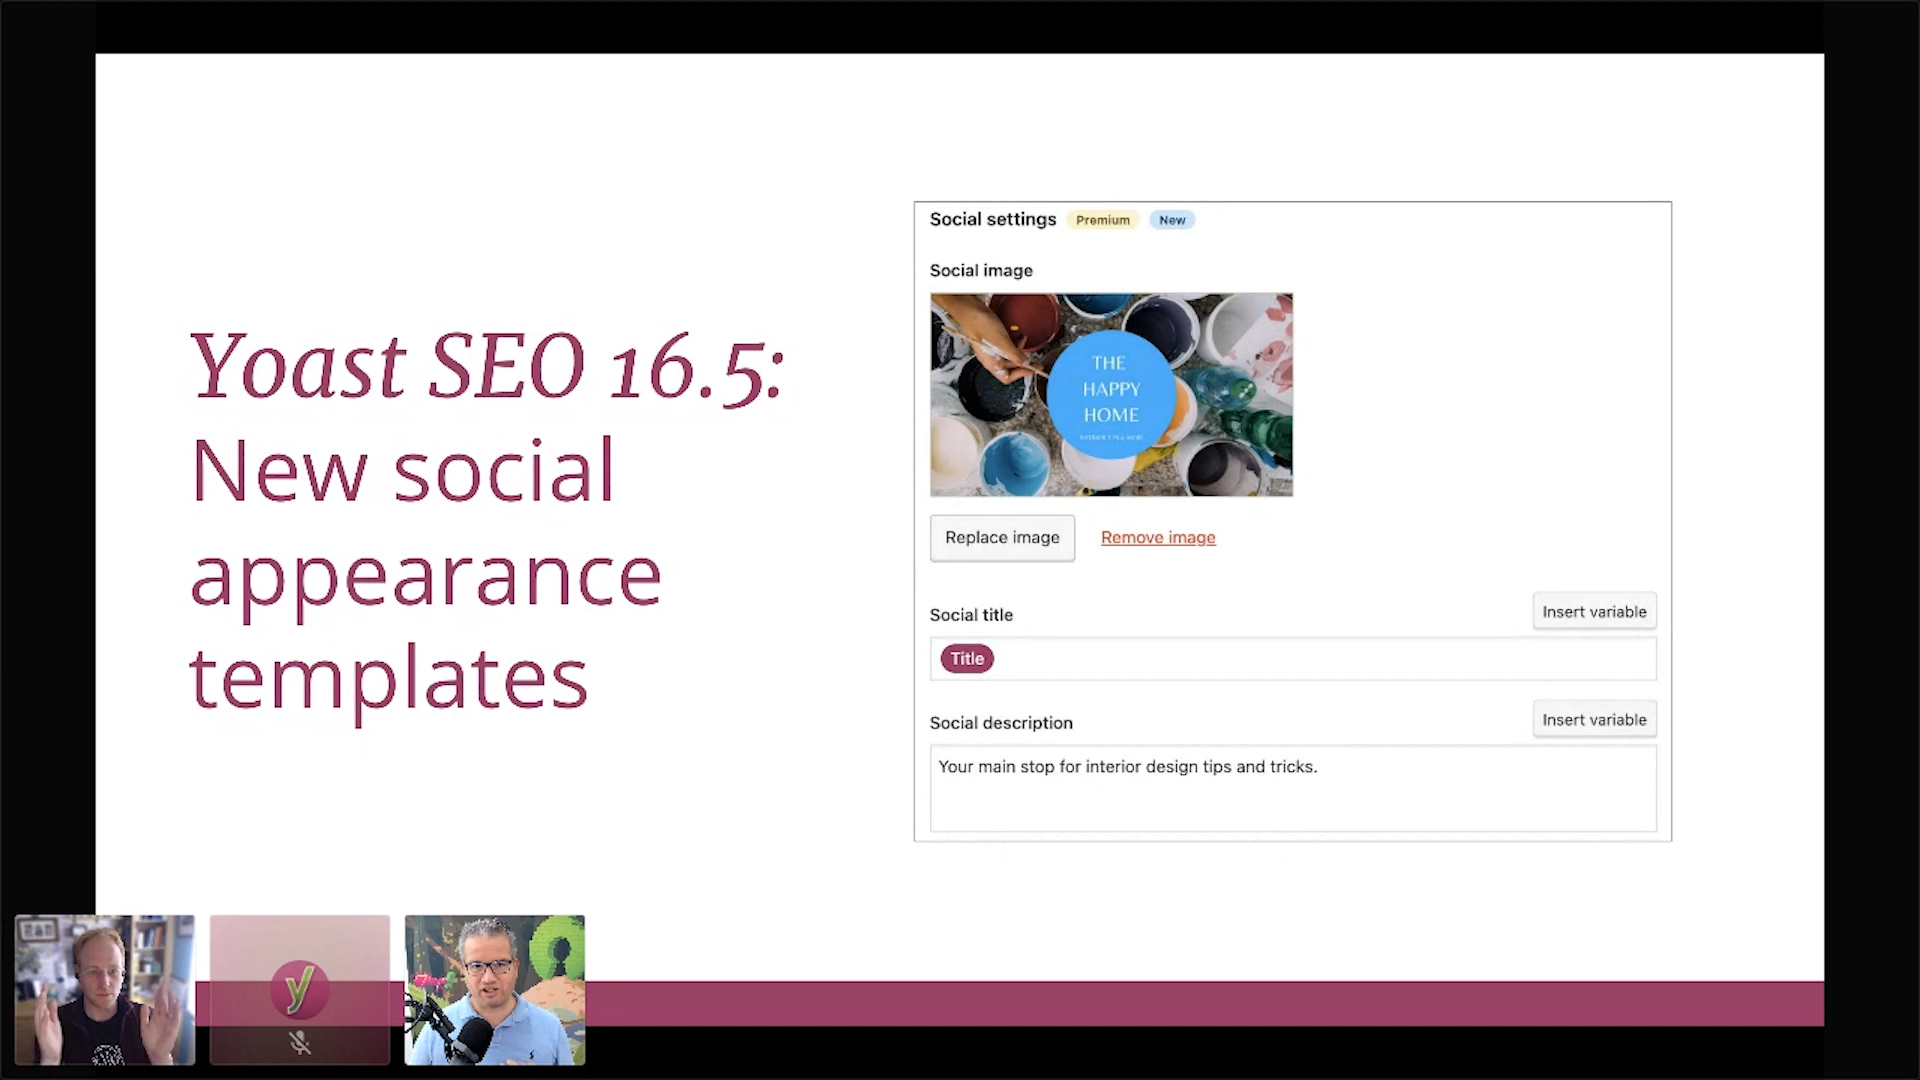 Yoast SEO 16.5:
New social
appearance
templates
Social settings Premium New
Social image
THE
HAPPY
HOME
Replace image Remove image
Social title Insert variable
Title
Social description Insert variable
Your main stop for interior design tips and tricks.
y